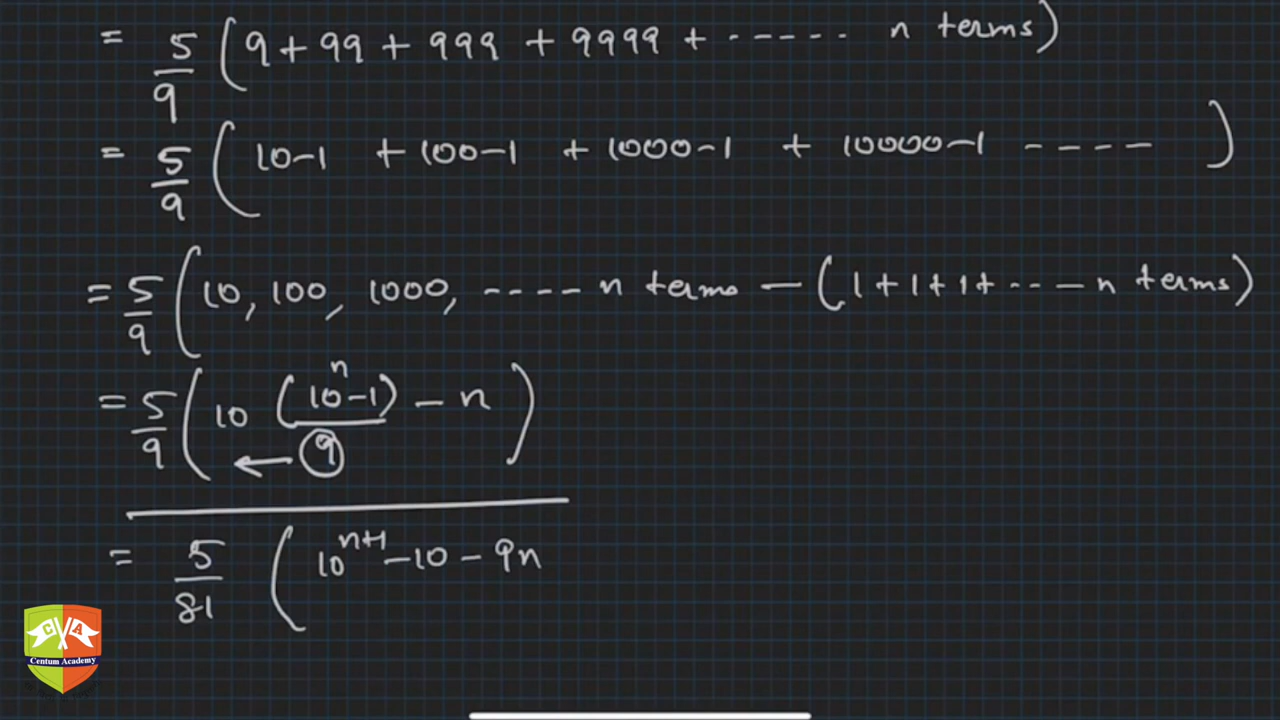 = 5/9 (9 + 99 + 999 + 9999 + ----- n terms)
= 5/9 (10-1 + 100-1 + 1000-1 + 10000-1 ----)
= 5/9 (10, 100, 1000, ---- n terms - (1+1+1+ --- n terms)
= 5/9 (10 (10^n-1)/9 - n)
←
= 5/81 (10^n+1 - 10 - 9n
C A
Centum Academy